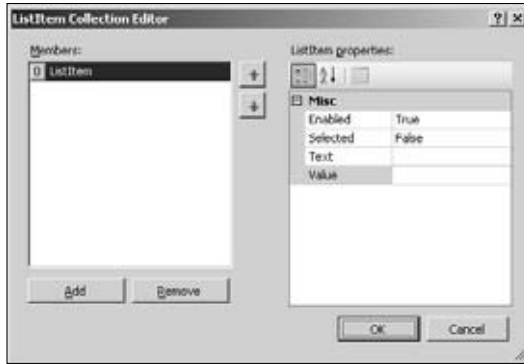 ListItem Collection Editor
Members:
ListItem properties:
0 ListItem
Misc
Enabled True
Selected False
Text
Value
Add Remove
OK Cancel